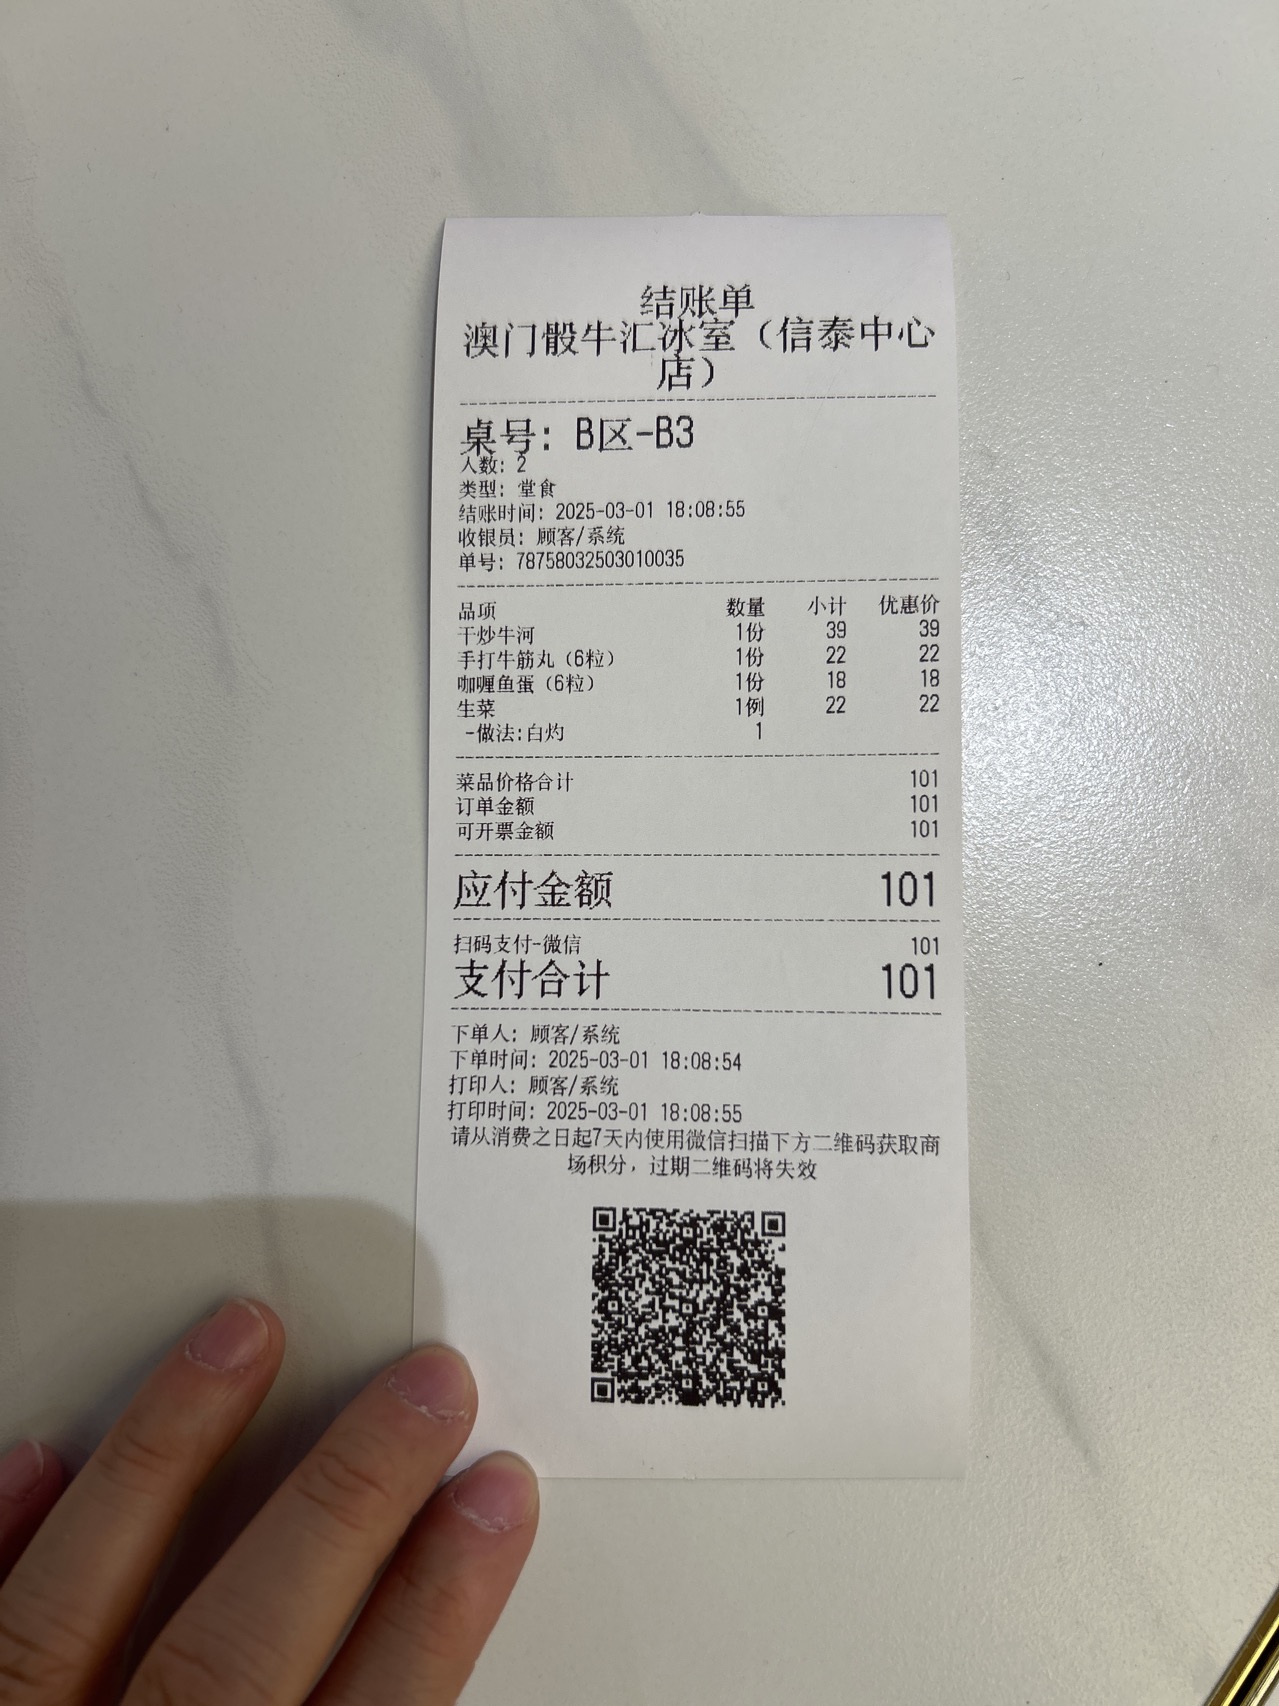 结账单
澳门骰牛汇冰室（信泰中心
店）
桌号：B区-B3
人数：2
类型：堂食
结账时间：2025-03-01 18:08:55
收银员：顾客/系统
单号：78758032503010035
品项 数量 小计 优惠价
干炒牛河 1份 39 39
手打牛筋丸（6粒） 1份 22 22
咖喱鱼蛋（6粒） 1份 18 18
生菜 1例 22 22
-做法:白灼 1
菜品价格合计 101
订单金额 101
可开票金额 101
应付金额 101
扫码支付-微信 101
支付合计 101
下单人：顾客/系统
下单时间：2025-03-01 18:08:54
打印人：顾客/系统
打印时间：2025-03-01 18:08:55
请从消费之日起7天内使用微信扫描下方二维码获取商
场积分，过期二维码将失效